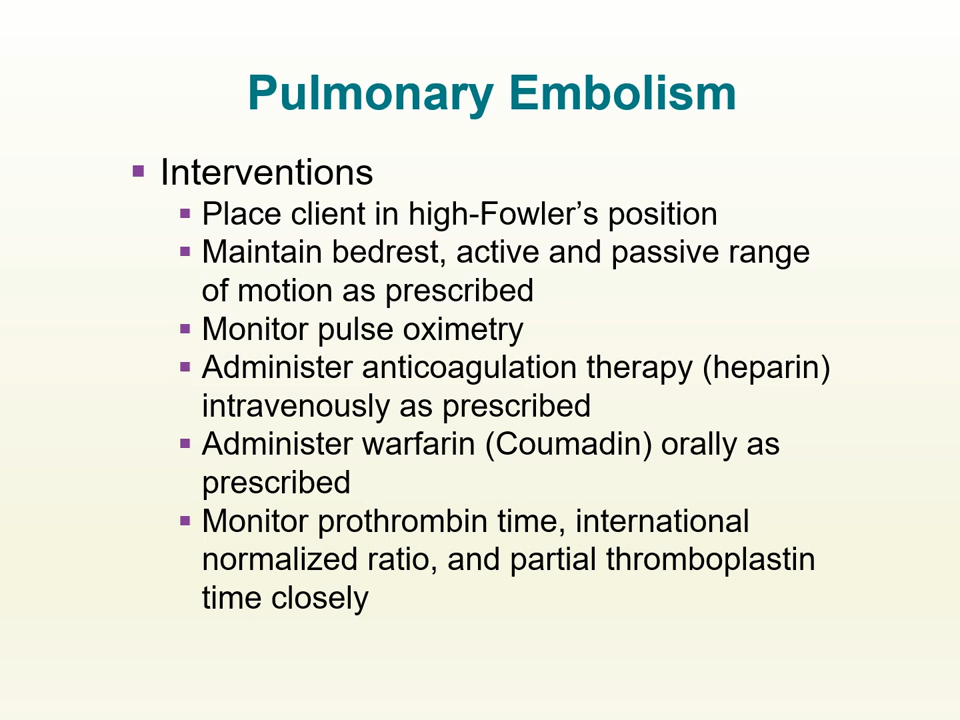 Pulmonary Embolism
Interventions
Place client in high-Fowler’s position
Maintain bedrest, active and passive range
of motion as prescribed
Monitor pulse oximetry
Administer anticoagulation therapy (heparin)
intravenously as prescribed
Administer warfarin (Coumadin) orally as
prescribed
Monitor prothrombin time, international
normalized ratio, and partial thromboplastin
time closely